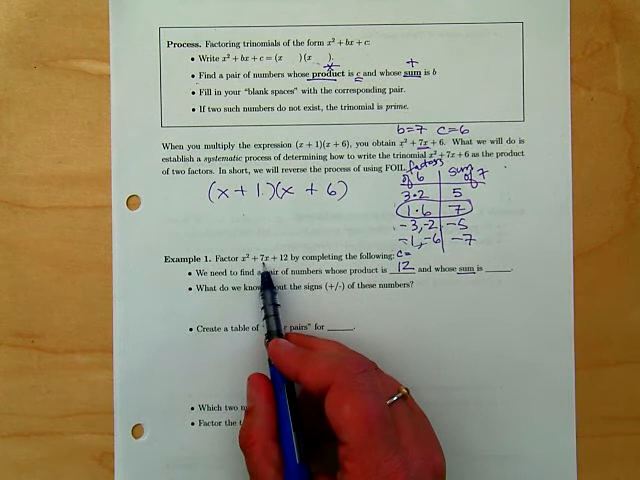 Process. Factoring trinomials of the form x² + bx + c:
• Write x² + bx + c = (x   )(x   ).
x +
• Find a pair of numbers whose product is c and whose sum is b
• Fill in your "blank spaces" with the corresponding pair.
• If two such numbers do not exist, the trinomial is prime.
b=7 c=6
When you multiply the expression (x + 1)(x + 6), you obtain x² + 7x + 6. What we will do is
establish a systematic process of determining how to write the trinomial x² + 7x + 6 as the product
of two factors. In short, we will reverse the process of using FOIL.
factors of 6 | sum of 7
(x + 1)(x + 6)
3·2 | 5
1·6 | 7
-3,-2 | -5
-1,-6 | -7
Example 1. Factor x² + 7x + 12 by completing the following:
c=
• We need to find a pair of numbers whose product is 12 and whose sum is ____.
• What do we know about the signs (+/-) of these numbers?
• Create a table of pairs" for ____.
• Which two
• Factor the